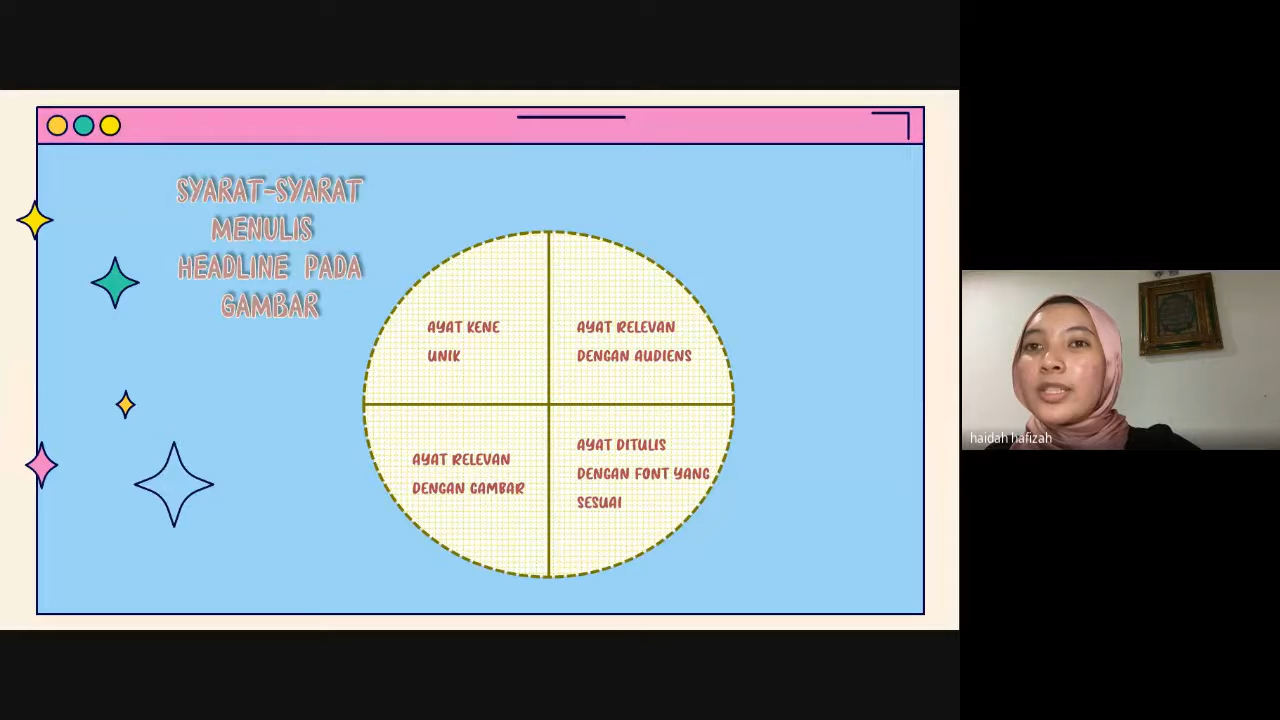 SYARAT-SYARAT
MENULIS
HEADLINE PADA
GAMBAR
AYAT KENE
UNIK
AYAT RELEVAN
DENGAN AUDIENS
AYAT RELEVAN
DENGAN GAMBAR
AYAT DITULIS
DENGAN FONT YANG
SESUAI
haidah hafizah